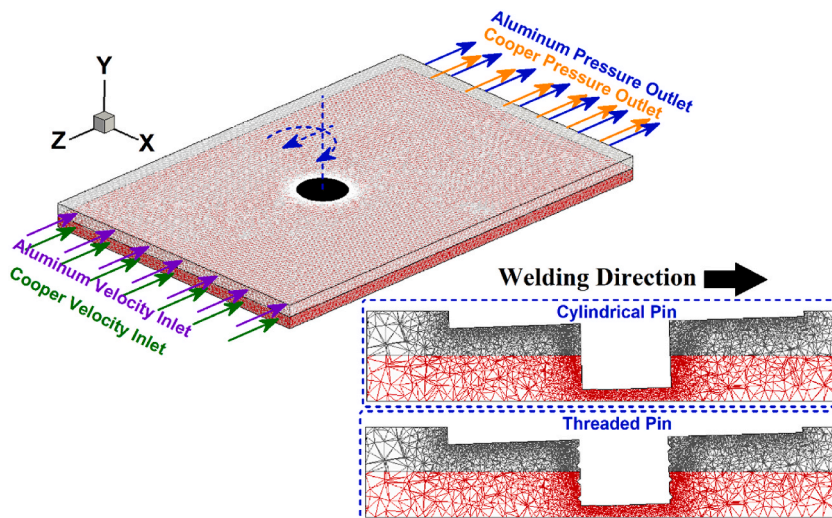 Aluminum Pressure Outlet
Cooper Pressure Outlet
Y
Z
X
Aluminum Velocity Inlet
Cooper Velocity Inlet
Welding Direction
Cylindrical Pin
Threaded Pin